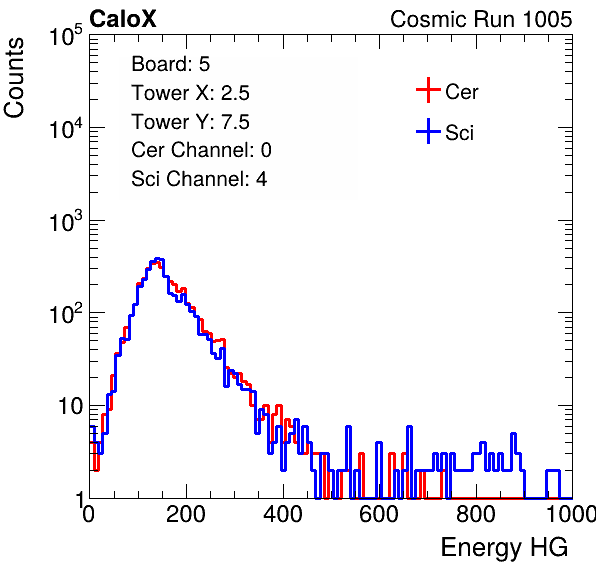 CaloX Cosmic Run 1005
Counts
10^5
10^4
10^3
10^2
10
1
Board: 5
Tower X: 2.5
Tower Y: 7.5
Cer Channel: 0
Sci Channel: 4
Cer
Sci
0 200 400 600 800 1000
Energy HG